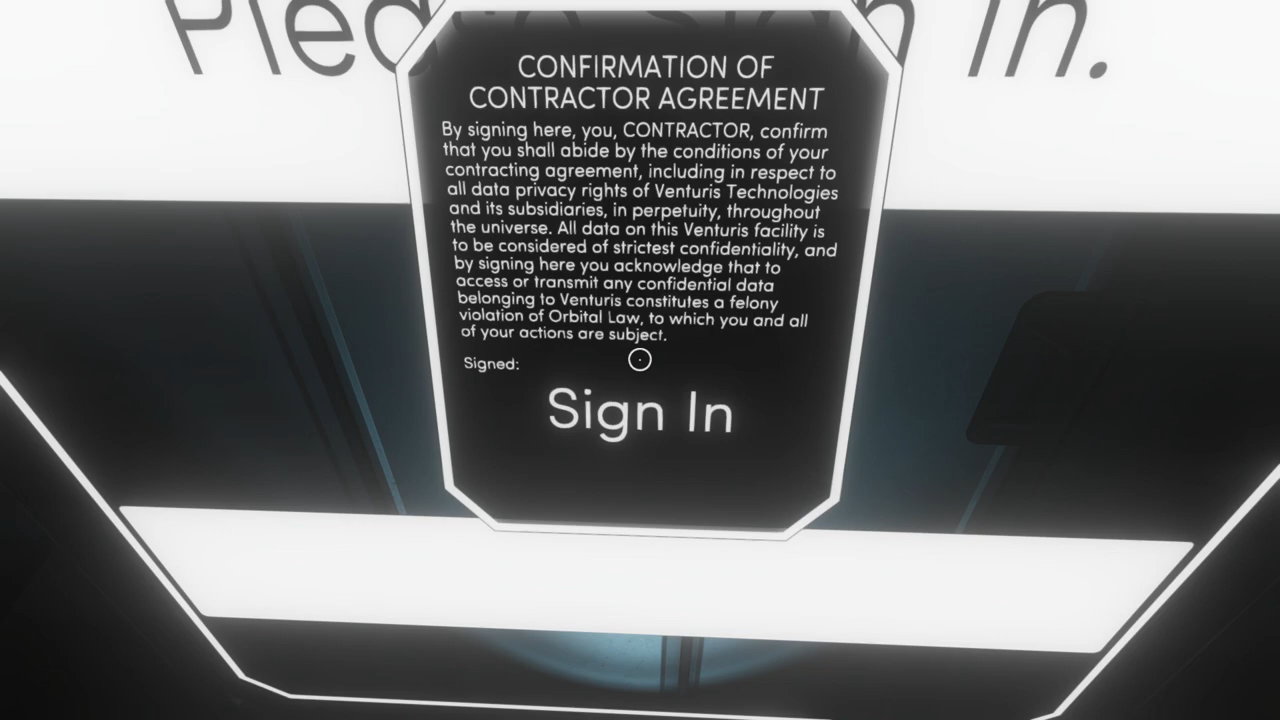 Please Sign In.
CONFIRMATION OF
CONTRACTOR AGREEMENT
By signing here, you, CONTRACTOR, confirm
that you shall abide by the conditions of your
contracting agreement, including in respect to
all data privacy rights of Venturis Technologies
and its subsidiaries, in perpetuity, throughout
the universe. All data on this Venturis facility is
to be considered of strictest confidentiality, and
by signing here you acknowledge that to
access or transmit any confidential data
belonging to Venturis constitutes a felony
violation of Orbital Law, to which you and all
of your actions are subject.
Signed:
Sign In